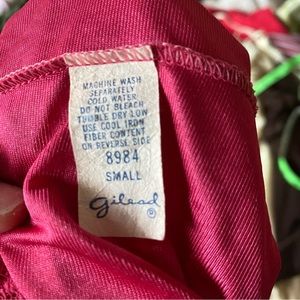 MACHINE WASH
SEPARATELY
COLD WATER
DO NOT BLEACH
TUMBLE DRY LOW
USE COOL IRON
FIBER CONTENT
ON REVERSE SIDE
8984
SMALL
gilead ®